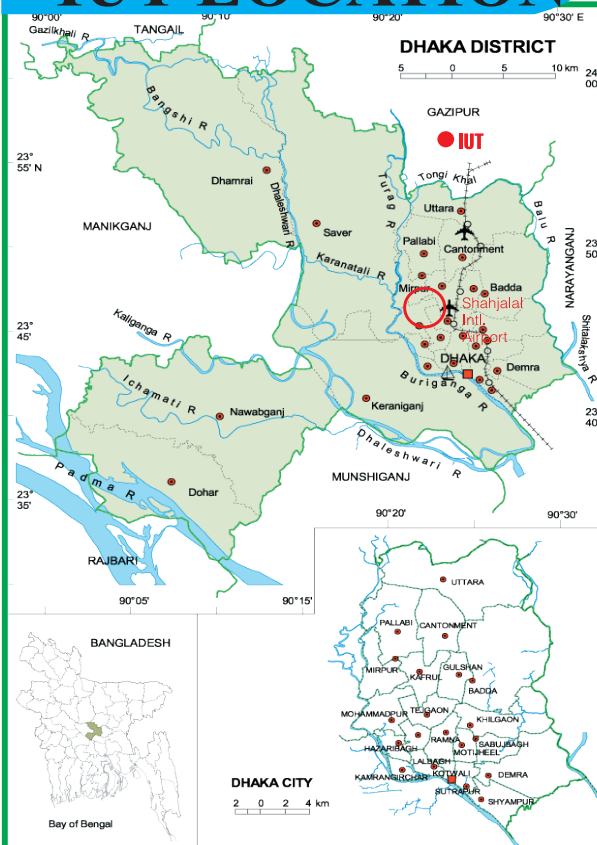 IUT LOCATION
90°00'
90°10'
90°20'
90°30' E
Gazilkhali R
TANGAIL
DHAKA DISTRICT
5 0 5 10 km
24
00'
GAZIPUR
IUT
Bangshi R
23°
55' N
Tongi Khal
Dhamrai
Dhaleshwari R
Turag R
Uttara
Balu R
MANIKGANJ
Saver
Pallabi
Cantonment
23
50
NARAYANGANJ
Karanatali R
Mirpur
Badda
Shahjalal
Intl.
Airport
Kaliganga R
23°
45'
Shitalakshya R
DHAKA
Demra
Ichamati R
Buriganga R
Nawabganj
Keraniganj
23
40
Dhaleshwari R
Padma R
Dohar
MUNSHIGANJ
23°
35'
90°20'
90°30'
RAJBARI
90°05'
90°15'
UTTARA
PALLABI
CANTONMENT
BANGLADESH
MIRPUR
KAFRUL
GULSHAN
BADDA
MOHAMMADPUR
TEJGAON
KHILGAON
RAMNA
SABUJBAGH
HAZARIBAGH
MOTIJHEEL
LALBAGH
KAMRANGIRCHAR
KOTWALI
DEMRA
SUTRAPUR
SHYAMPUR
DHAKA CITY
2 0 2 4 km
Bay of Bengal